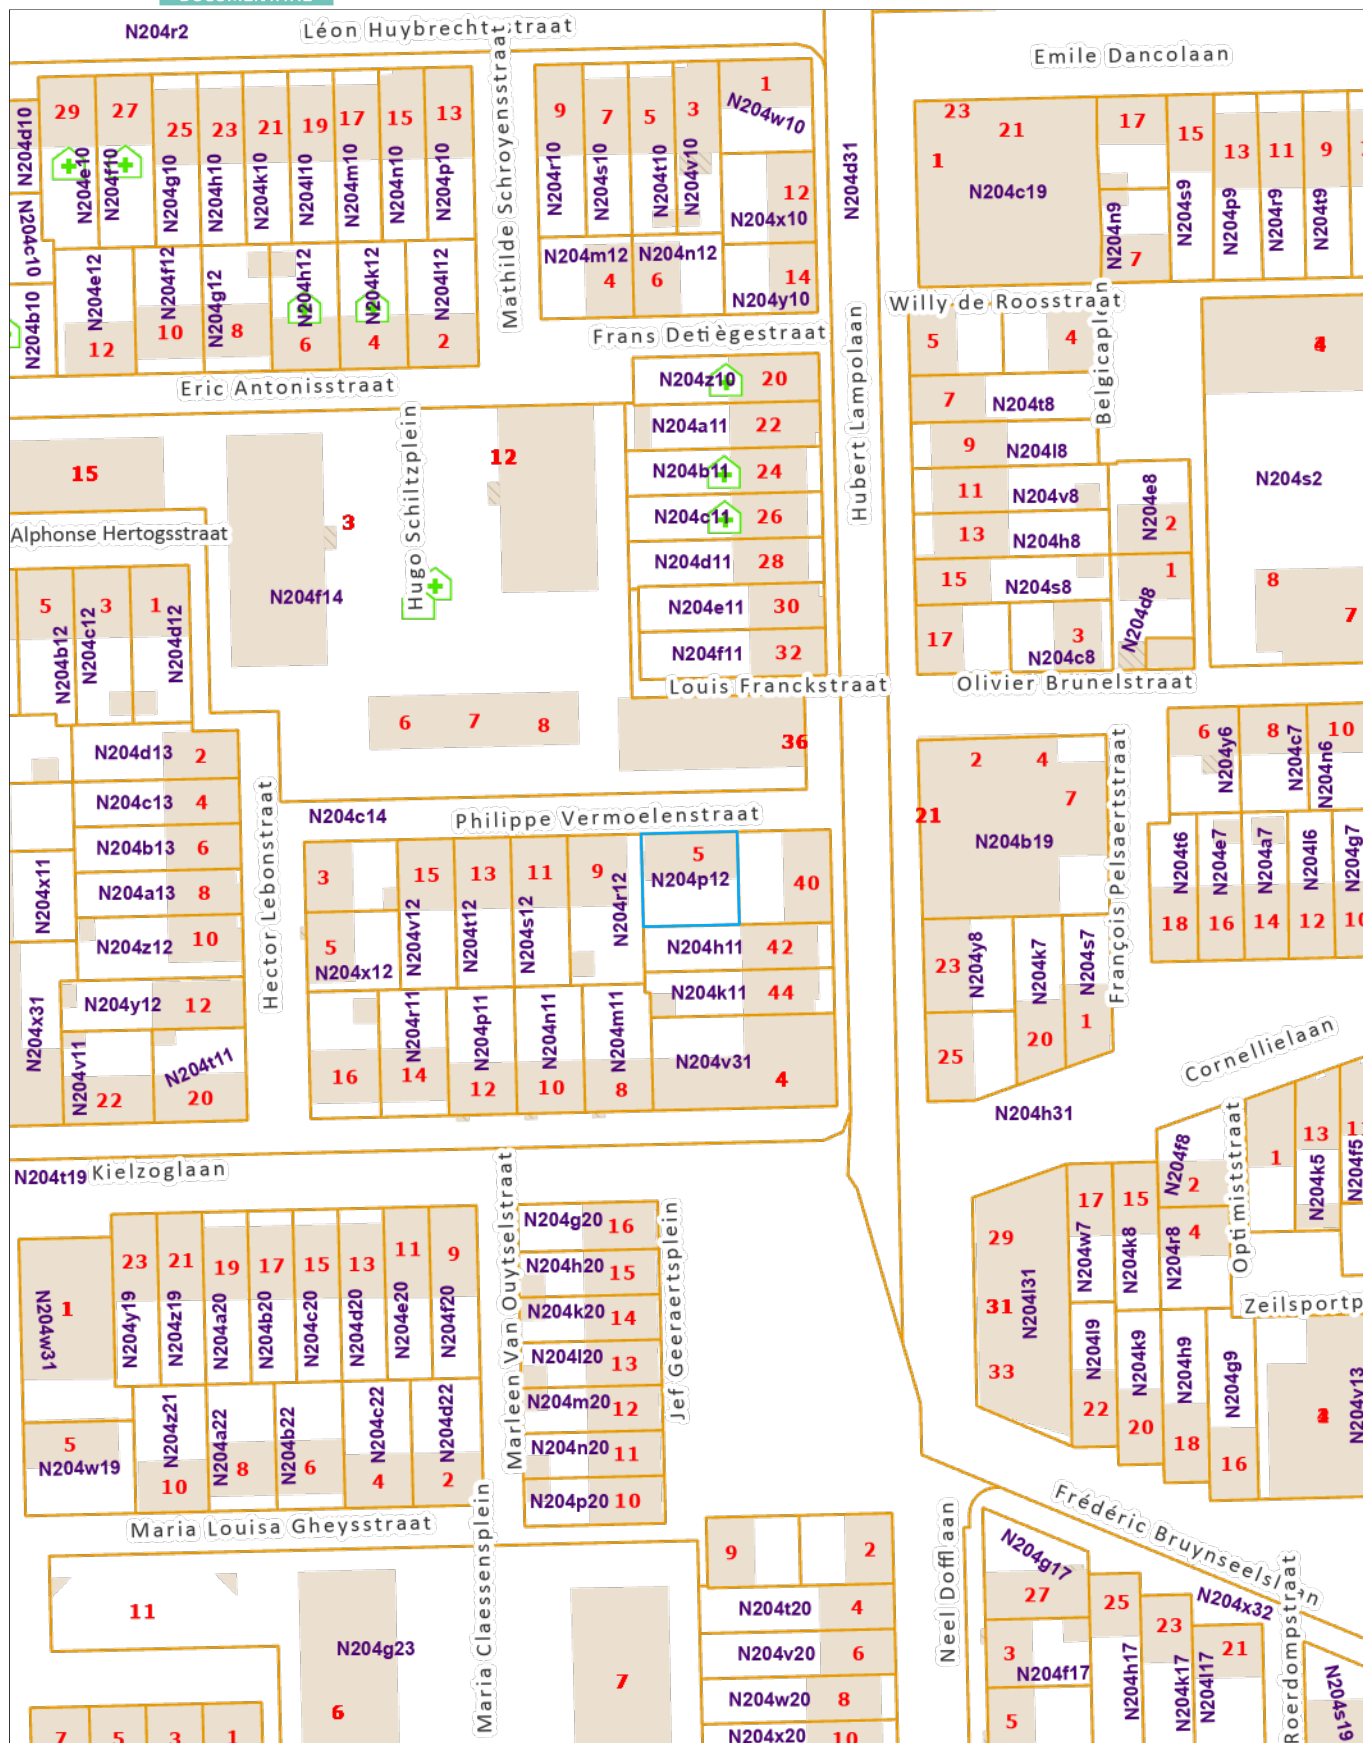 N204r2
Léon Huybrechtsstraat
Mathilde Schroyensstraat
Emile Dancolaan
29
27
25
23
21
19
17
15
13
9
7
5
3
1
N204w10
23
21
1
17
15
13
11
9
N204d10
N204e10
N204f10
N204g10
N204h10
N204k10
N204l10
N204m10
N204n10
N204p10
N204r10
N204s10
N204t10
N204v10
12
N204x10
N204d31
N204c19
N204n9
7
N204s9
N204p9
N204r9
N204t9
N204c10
N204b10
N204e12
12
N204f12
10
N204g12
8
N204h12
6
N204k12
4
N204l12
2
N204m12
4
N204n12
6
14
N204y10
Willy de Roosstraat
Frans Detiègestraat
Hubert Lampolaan
Belgicaplein
5
4
4
Eric Antonisstraat
N204z10
20
7
N204t8
N204a11
22
9
N204l8
15
Hugo Schiltzplein
12
N204b11
24
11
N204v8
N204e8
2
N204s2
3
N204c11
26
13
N204h8
Alphonse Hertogsstraat
N204f14
N204d11
28
15
N204s8
1
N204d8
8
7
5
N204b12
3
N204c12
1
N204d12
N204e11
30
N204f11
32
17
3
N204c8
Louis Franckstraat
Olivier Brunelstraat
6
7
8
36
N204d13
2
N204c13
4
N204b13
6
N204a13
8
N204z12
10
N204y12
12
N204x11
N204x31
N204v11
22
N204t11
20
Hector Lebonstraat
N204c14
Philippe Vermoelenstraat
3
15
N204v12
13
N204t12
11
N204s12
9
N204r12
5
N204p12
40
5
N204x12
N204h11
42
N204k11
44
N204v31
4
16
N204r11
14
N204p11
12
N204n11
10
N204m11
8
2
4
7
21
N204b19
François Pelsaertstraat
6
N204y6
8
N204c7
10
N204n6
N204t6
18
N204e7
16
N204a7
14
N204l6
12
N204g7
23
N204y8
N204k7
20
N204s7
1
25
Cornellielaan
N204h31
Optimiststraat
N204t19
Kielzoglaan
N204f8
2
1
13
N204k5
N204f5
17
N204w7
15
N204k8
4
N204r8
29
31
33
N204l31
Zeilsportp
N204l9
22
N204k9
20
N204h9
18
N204g9
16
N204v13
Marleen Van Ouytselstraat
Jef Geeraertsplein
N204g20
16
N204h20
15
N204k20
14
N204l20
13
N204m20
12
N204n20
11
N204p20
10
1
N204w31
23
N204y19
21
N204z19
19
N204a20
17
N204b20
15
N204c20
13
N204d20
11
N204e20
9
N204f20
5
N204w19
N204z21
10
N204a22
8
N204b22
6
N204c22
4
N204d22
2
Maria Louisa Gheysstraat
Maria Claessensplein
11
N204g23
6
7
9
2
N204t20
4
N204v20
6
N204w20
8
N204x20
10
7
5
3
1
Frédéric Bruynseelslaan
N204g17
27
25
N204h17
23
N204k17
21
N204l17
N204x32
Roerdompstraat
N204s19
3
N204f17
5